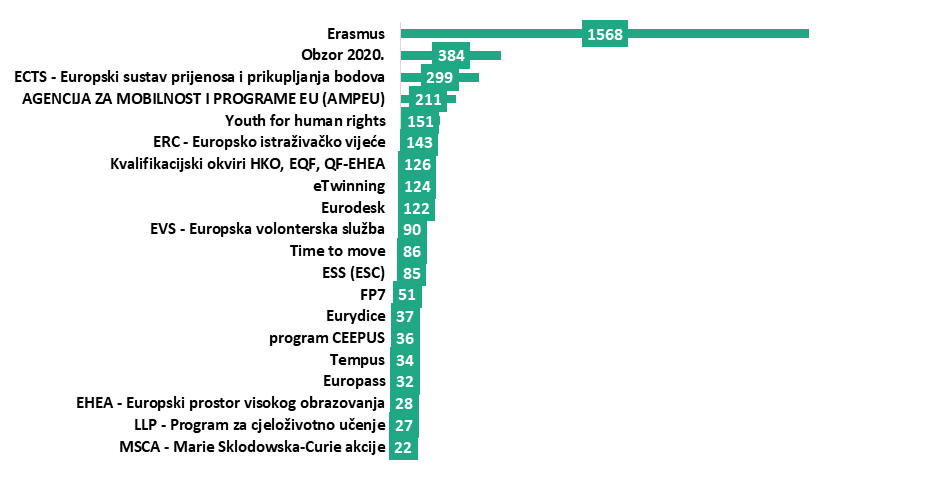 Erasmus 1568
Obzor 2020. 384
ECTS - Europski sustav prijenosa i prikupljanja bodova 299
AGENCIJA ZA MOBILNOST I PROGRAME EU (AMPEU) 211
Youth for human rights 151
ERC - Europsko istraživačko vijeće 143
Kvalifikacijski okviri HKO, EQF, QF-EHEA 126
eTwinning 124
Eurodesk 122
EVS - Europska volonterska služba 90
Time to move 86
ESS (ESC) 85
FP7 51
Eurydice 37
program CEEPUS 36
Tempus 34
Europass 32
EHEA - Europski prostor visokog obrazovanja 28
LLP - Program za cjeloživotno učenje 27
MSCA - Marie Sklodowska-Curie akcije 22